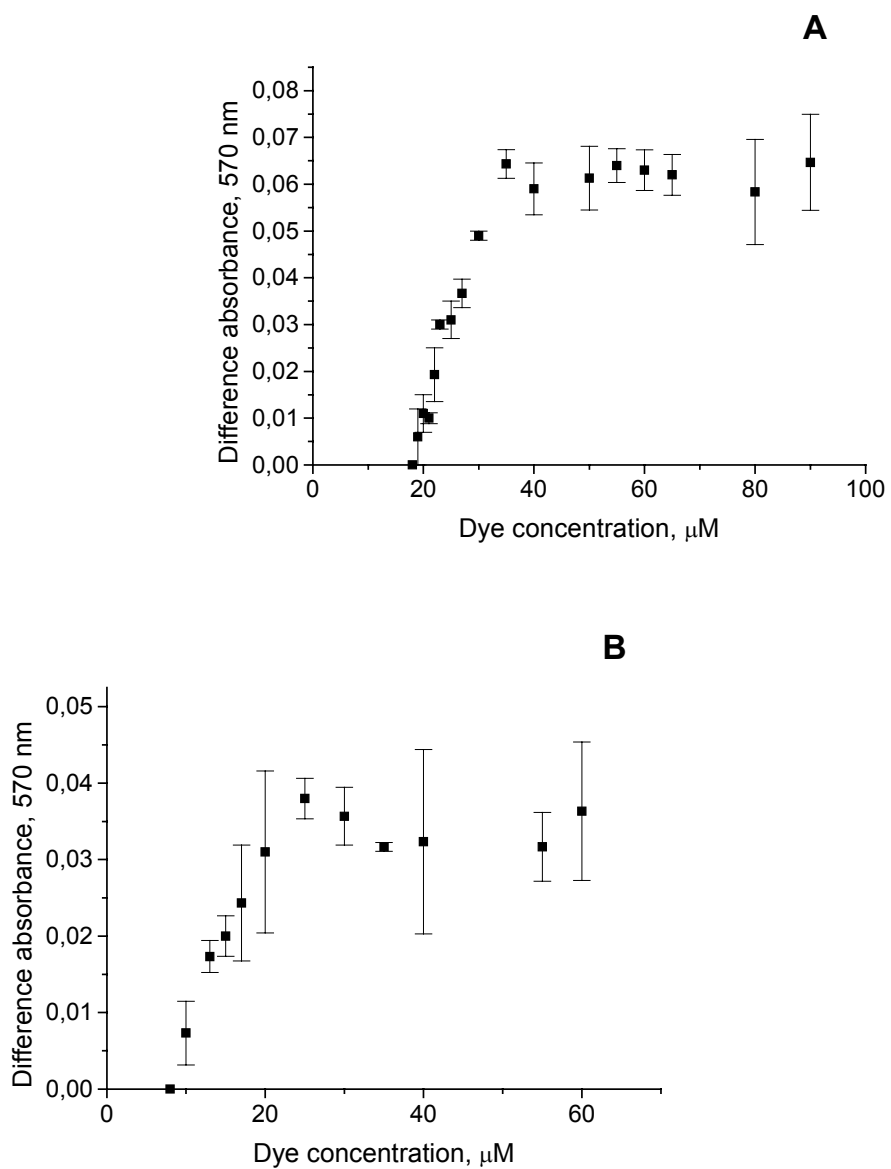 A
0,08
0,07
0,06
0,05
0,04
0,03
0,02
0,01
0,00
Difference absorbance, 570 nm
0 20 40 60 80 100
Dye concentration, μM
B
0,05
0,04
0,03
0,02
0,01
0,00
Difference absorbance, 570 nm
0 20 40 60
Dye concentration, μM